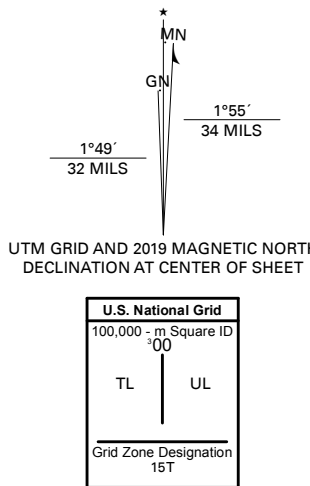 ★
MN
GN
1°55´
34 MILS
1°49´
32 MILS
UTM GRID AND 2019 MAGNETIC NORTH
DECLINATION AT CENTER OF SHEET
U.S. National Grid
100,000 - m Square ID
³00
TL UL
Grid Zone Designation
15T